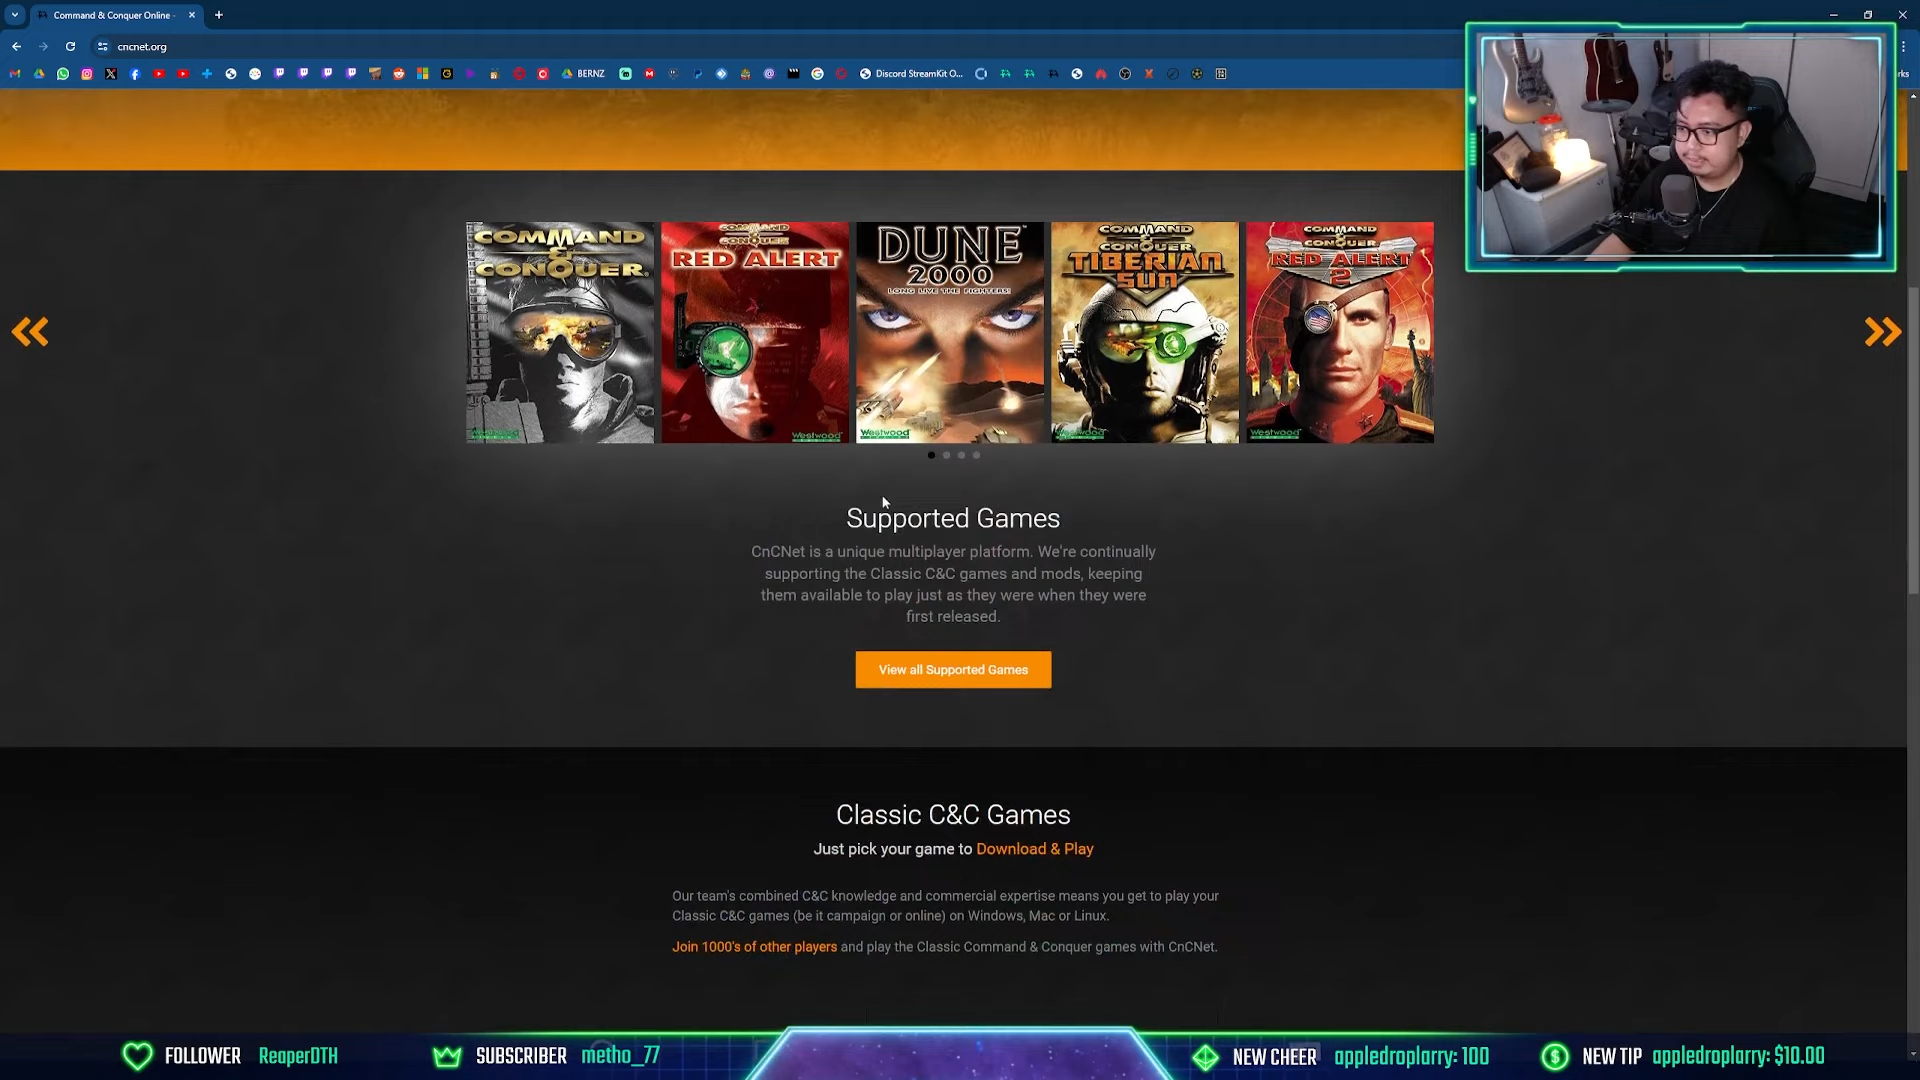 Command & Conquer Online -
cncnet.org
BERNZ
Discord StreamKit O...
rks
COMMAND
&
CONQUER
COMMAND
&
CONQUER
RED ALERT
Westwood
DUNE
2000
LONG LIVE THE FIGHTERS!
Westwood
COMMAND
&
CONQUER
TIBERIAN
SUN
COMMAND
&
CONQUER
RED ALERT
2
Westwood
Supported Games
CnCNet is a unique multiplayer platform. We're continually
supporting the Classic C&C games and mods, keeping
them available to play just as they were when they were
first released.
View all Supported Games
Classic C&C Games
Just pick your game to Download & Play
Our team's combined C&C knowledge and commercial expertise means you get to play your
Classic C&C games (be it campaign or online) on Windows, Mac or Linux.
Join 1000's of other players and play the Classic Command & Conquer games with CnCNet.
FOLLOWER ReaperDTH
SUBSCRIBER metho_77
NEW CHEER appledroplarry: 100
NEW TIP appledroplarry: $10.00